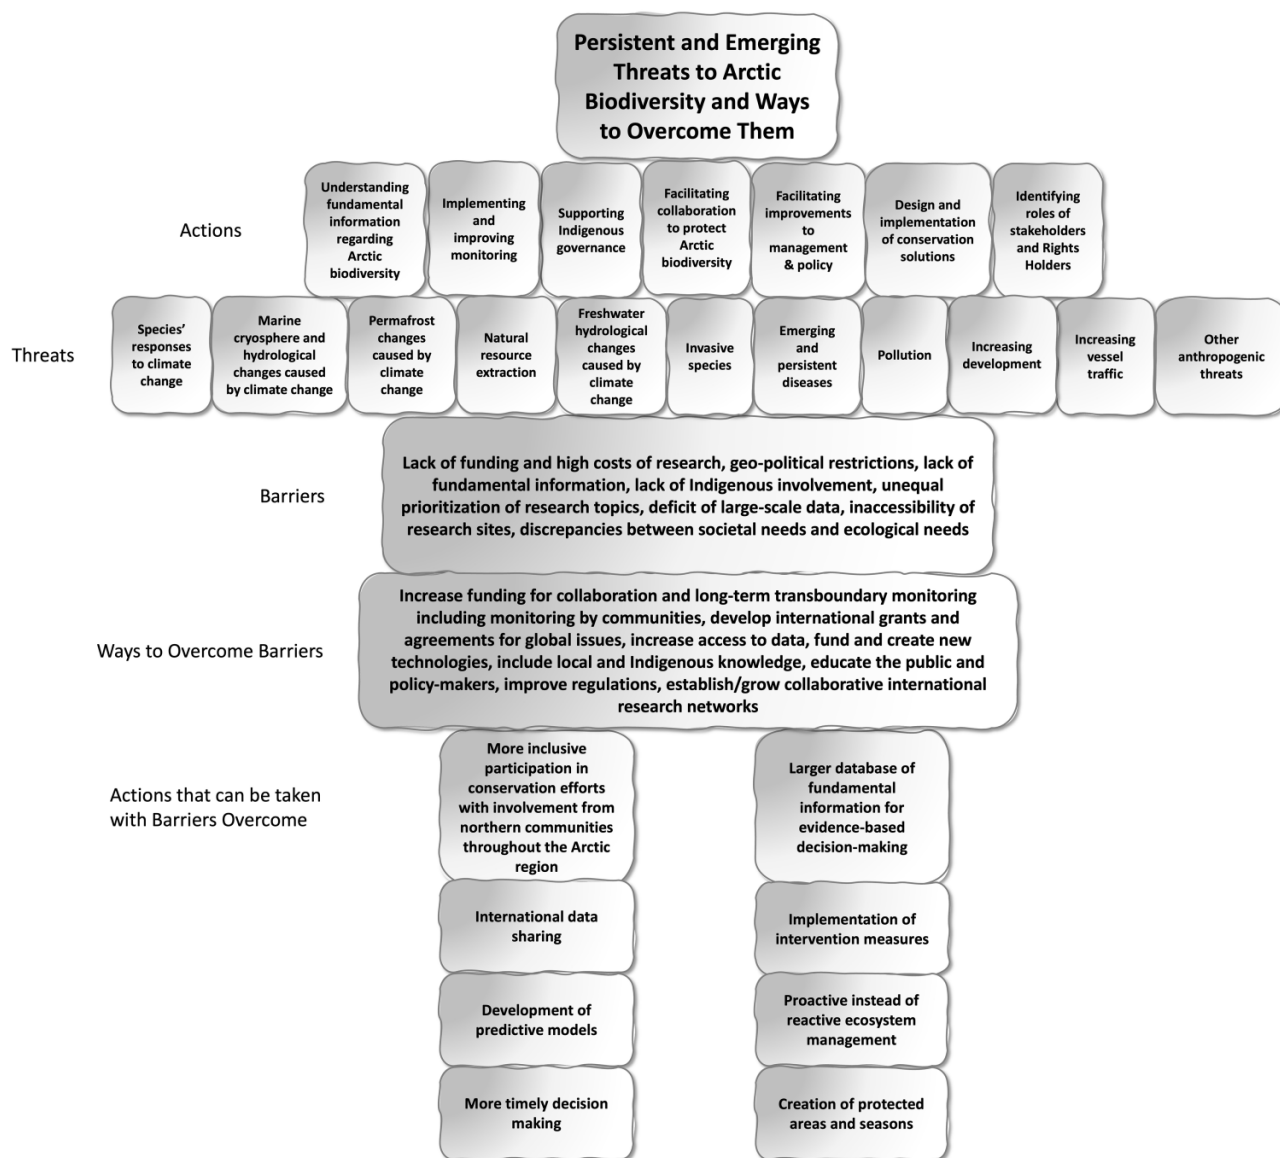 Persistent and Emerging
Threats to Arctic
Biodiversity and Ways
to Overcome Them
Actions
Understanding
fundamental
information
regarding
Arctic
biodiversity
Implementing
and
improving
monitoring
Supporting
Indigenous
governance
Facilitating
collaboration
to protect
Arctic
biodiversity
Facilitating
improvements
to
management
& policy
Design and
implementation
of conservation
solutions
Identifying
roles of
stakeholders
and Rights
Holders
Threats
Species’
responses
to climate
change
Marine
cryosphere and
hydrological
changes caused
by climate change
Permafrost
changes
caused by
climate
change
Natural
resource
extraction
Freshwater
hydrological
changes
caused by
climate
change
Invasive
species
Emerging
and
persistent
diseases
Pollution
Increasing
development
Increasing
vessel
traffic
Other
anthropogenic
threats
Barriers
Lack of funding and high costs of research, geo-political restrictions, lack of
fundamental information, lack of Indigenous involvement, unequal
prioritization of research topics, deficit of large-scale data, inaccessibility of
research sites, discrepancies between societal needs and ecological needs
Ways to Overcome Barriers
Increase funding for collaboration and long-term transboundary monitoring
including monitoring by communities, develop international grants and
agreements for global issues, increase access to data, fund and create new
technologies, include local and Indigenous knowledge, educate the public and
policy-makers, improve regulations, establish/grow collaborative international
research networks
Actions that can be taken
with Barriers Overcome
More inclusive
participation in
conservation efforts
with involvement from
northern communities
throughout the Arctic
region
Larger database of
fundamental
information for
evidence-based
decision-making
International data
sharing
Implementation of
intervention measures
Development of
predictive models
Proactive instead of
reactive ecosystem
management
More timely decision
making
Creation of protected
areas and seasons